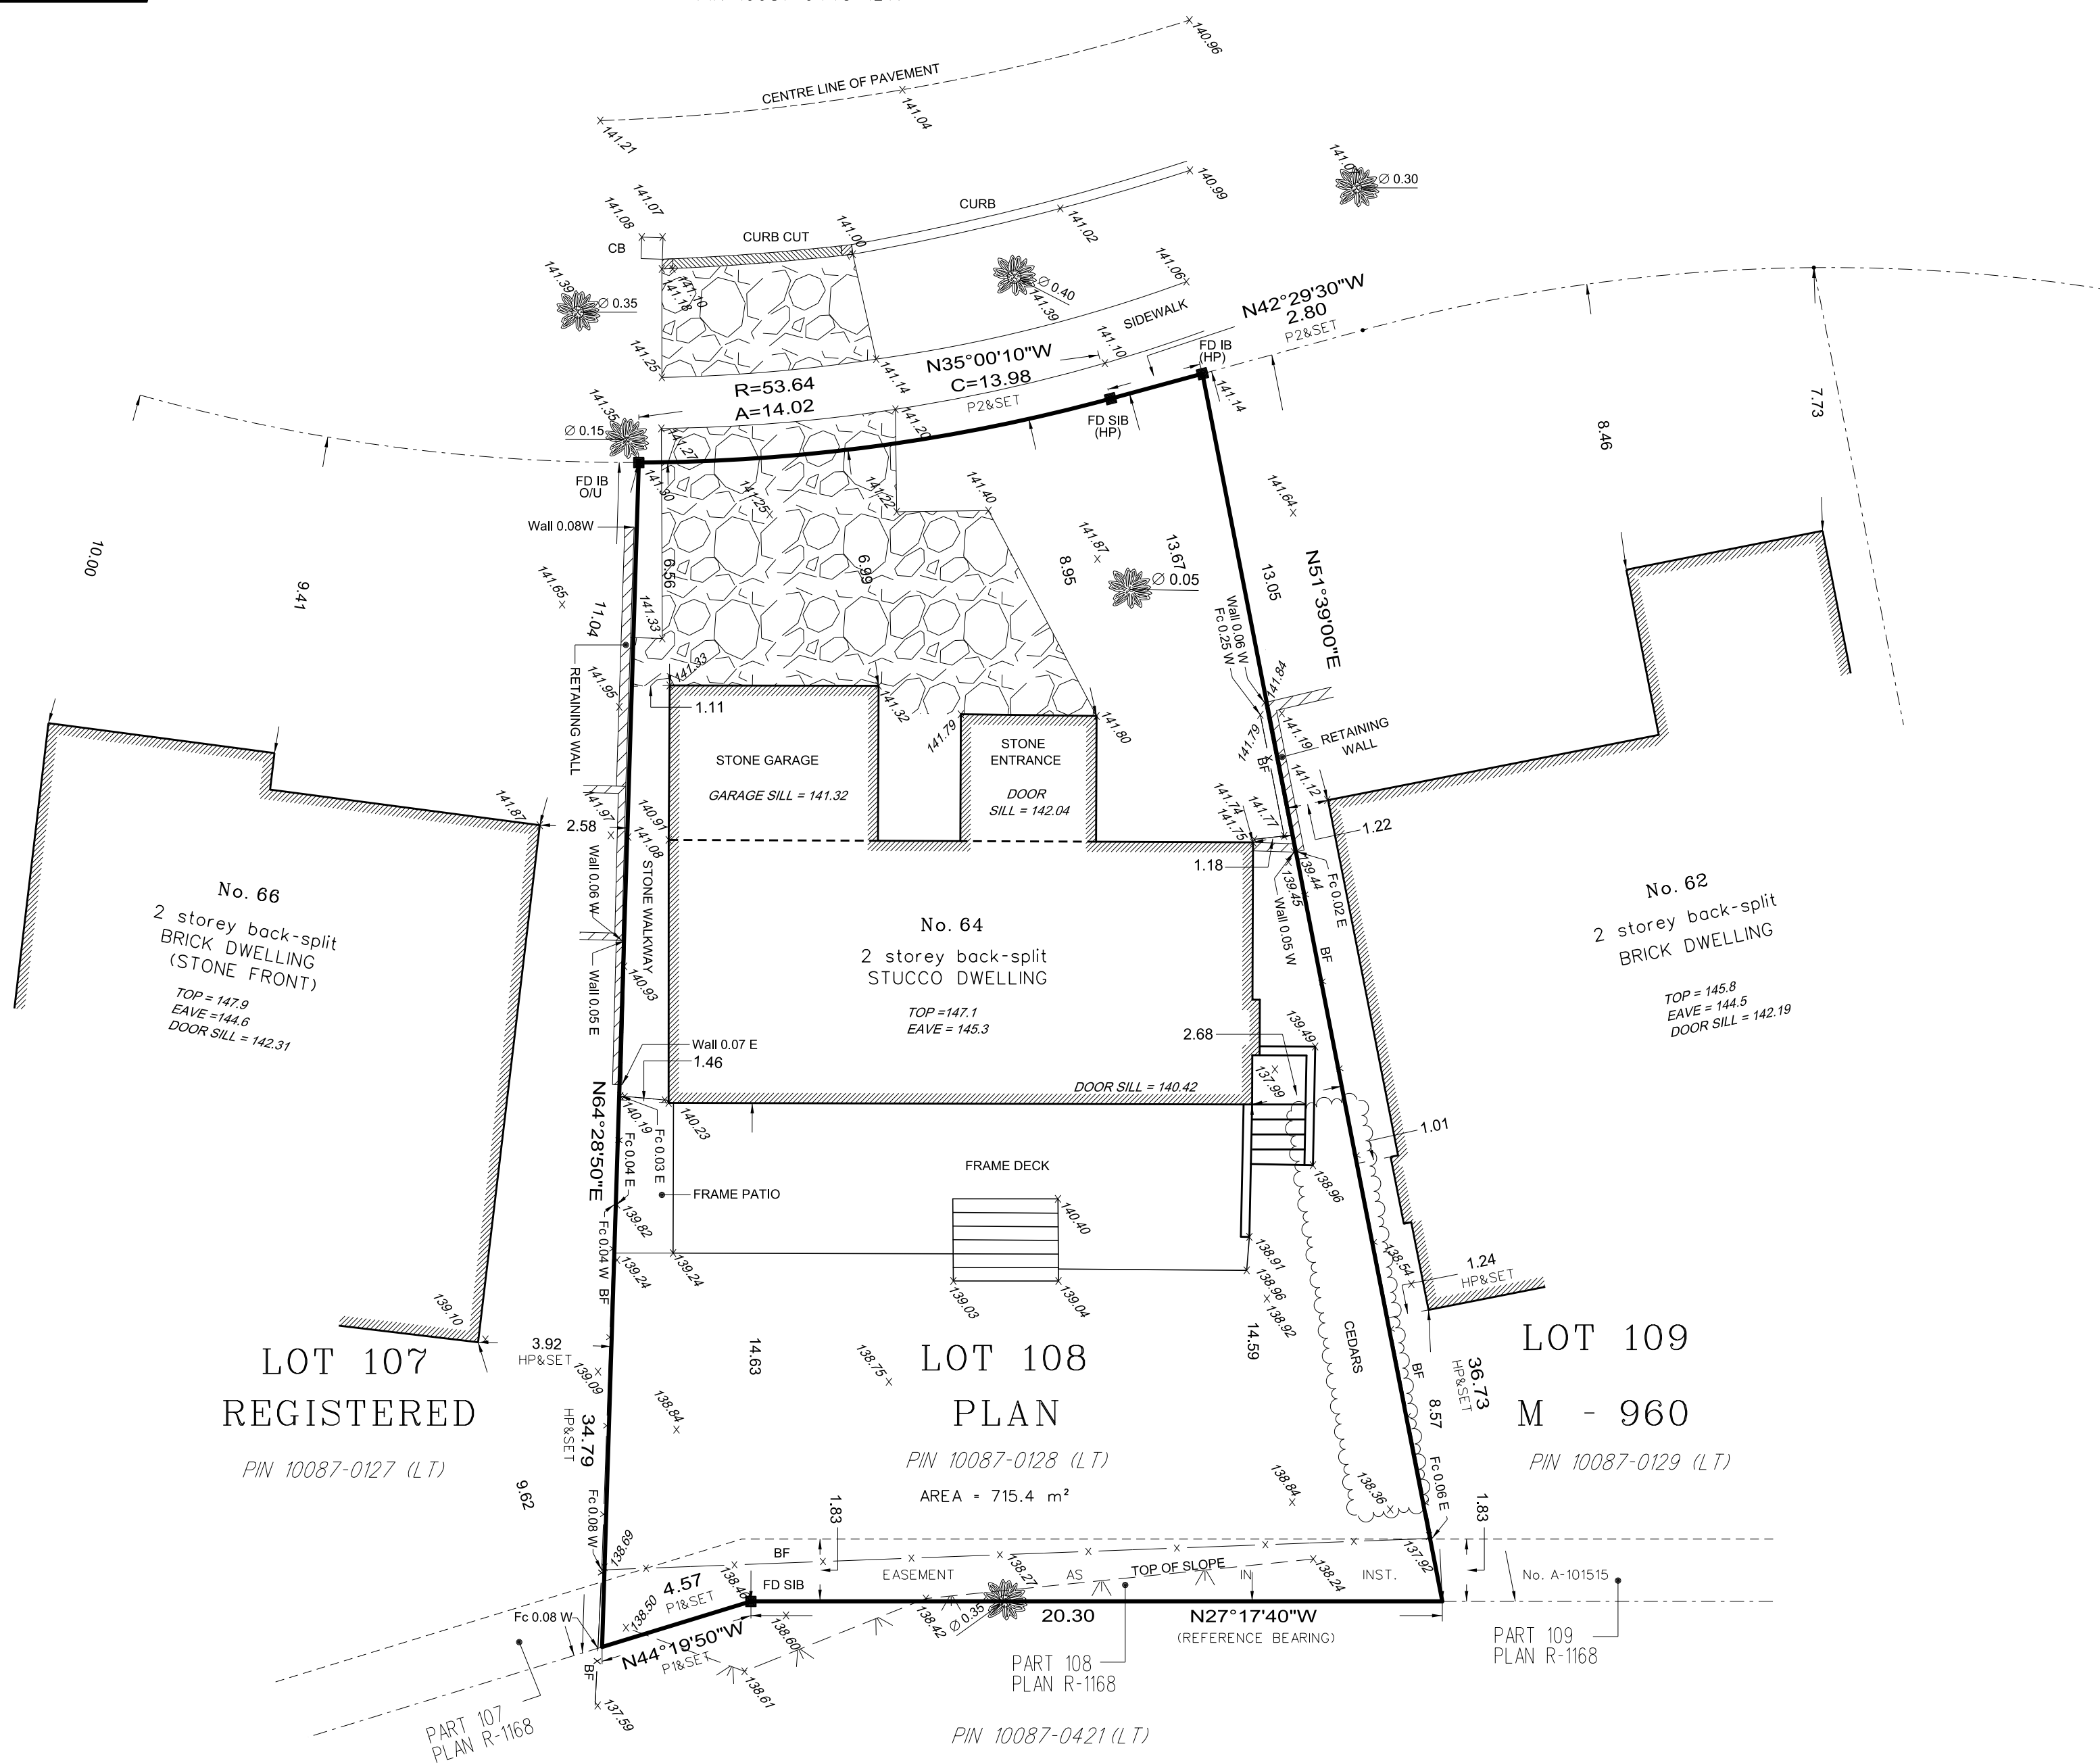 140.96
CENTRE LINE OF PAVEMENT
141.04
141.21
Ø 0.30
140.99
141.07
141.08
CURB
141.02
141.00
CURB CUT
CB
141.06
141.39
Ø 0.35
141.10
141.18
Ø 0.40
141.39
SIDEWALK
N42°29'30"W
2.80
P2&SET
141.25
141.10
FD IB
(HP)
N35°00'10"W
C=13.98
P2&SET
R=53.64
A=14.02
141.14
141.14
7.73
8.46
141.35
Ø 0.15
141.27
141.20
FD SIB
(HP)
FD IB
O/U
141.30
141.25
141.22
141.40
141.64
Wall 0.08W
10.00
9.41
141.65
11.04
6.56
6.99
8.95
141.87
13.67
Ø 0.05
13.05
N51°39'00"E
141.33
Wall 0.06 W
Fc 0.25 W
RETAINING WALL
141.95
141.33
1.11
141.32
141.79
141.80
141.84
141.79
141.19
RETAINING
WALL
BF
141.12
STONE GARAGE
GARAGE SILL = 141.32
STONE
ENTRANCE
DOOR
SILL = 142.04
141.87
2.58
141.97
140.91
141.08
141.74
141.75
141.77
1.22
1.18
Wall 0.06 W
STONE WALKWAY
139.44
139.45
Fc 0.02 E
Wall 0.05 W
No. 66
2 storey back-split
BRICK DWELLING
(STONE FRONT)
TOP = 147.9
EAVE =144.6
DOOR SILL = 142.31
No. 64
2 storey back-split
STUCCO DWELLING
TOP =147.1
EAVE = 145.3
No. 62
2 storey back-split
BRICK DWELLING
TOP = 145.8
EAVE = 144.5
DOOR SILL = 142.19
BF
140.93
Wall 0.05 E
Wall 0.07 E
1.46
2.68
139.49
137.99
DOOR SILL = 140.42
N64°28'50"E
140.19
140.23
Fc 0.03 E
Fc 0.04 E
FRAME PATIO
FRAME DECK
1.01
138.96
139.82
Fc 0.04 W
BF
140.40
139.24
139.24
139.03
139.04
138.91
138.96
138.92
138.54
1.24
HP&SET
139.10
3.92
HP&SET
139.09
14.63
138.75
14.59
CEDARS
LOT 107
REGISTERED
PIN 10087-0127 (LT)
LOT 108
PLAN
PIN 10087-0128 (LT)
AREA = 715.4 m²
LOT 109
M - 960
PIN 10087-0129 (LT)
BF
36.73
HP&SET
8.57
138.84
34.79
HP&SET
9.62
Fc 0.08 W
138.84
138.36
Fc 0.06 E
1.83
1.83
138.69
BF
138.46
FD SIB
138.27
EASEMENT
AS
TOP OF SLOPE
IN
INST.
No. A-101515
138.24
137.92
4.57
P1&SET
138.50
Fc 0.08 W
N44°19'50"W
P1&SET
138.60
138.42
Ø 0.35
20.30
N27°17'40"W
(REFERENCE BEARING)
BF
138.61
137.59
PART 107
PLAN R-1168
PART 108
PLAN R-1168
PART 109
PLAN R-1168
PIN 10087-0421 (LT)